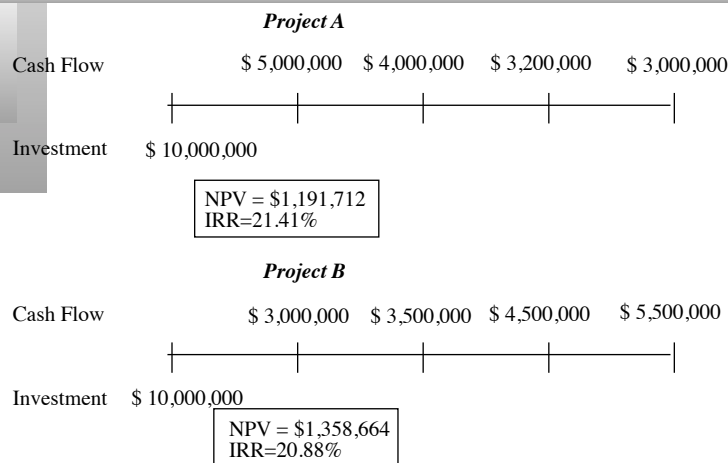 Project A
Cash Flow $ 5,000,000 $ 4,000,000 $ 3,200,000 $ 3,000,000
Investment $ 10,000,000
NPV = $1,191,712
IRR=21.41%
Project B
Cash Flow $ 3,000,000 $ 3,500,000 $ 4,500,000 $ 5,500,000
Investment $ 10,000,000
NPV = $1,358,664
IRR=20.88%